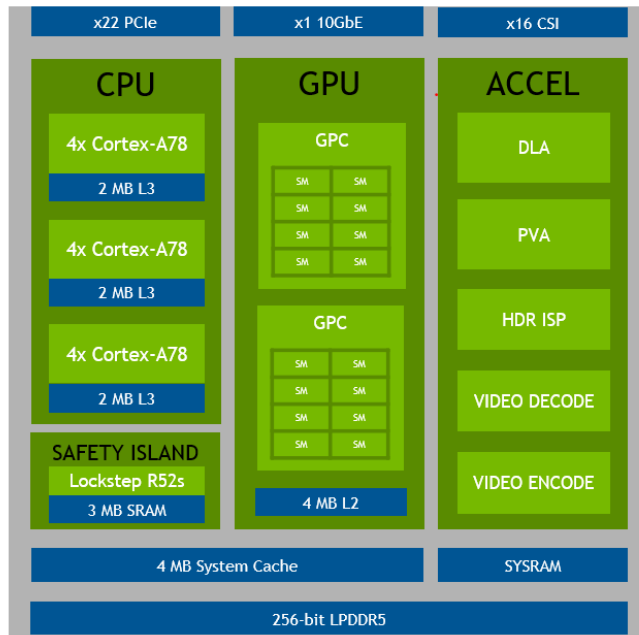 x22 PCIe
x1 10GbE
x16 CSI
CPU
4x Cortex-A78
2 MB L3
4x Cortex-A78
2 MB L3
4x Cortex-A78
2 MB L3
SAFETY ISLAND
Lockstep R52s
3 MB SRAM
GPU
GPC
SM SM
SM SM
SM SM
SM SM
GPC
SM SM
SM SM
SM SM
SM SM
4 MB L2
ACCEL
DLA
PVA
HDR ISP
VIDEO DECODE
VIDEO ENCODE
4 MB System Cache
SYSRAM
256-bit LPDDR5